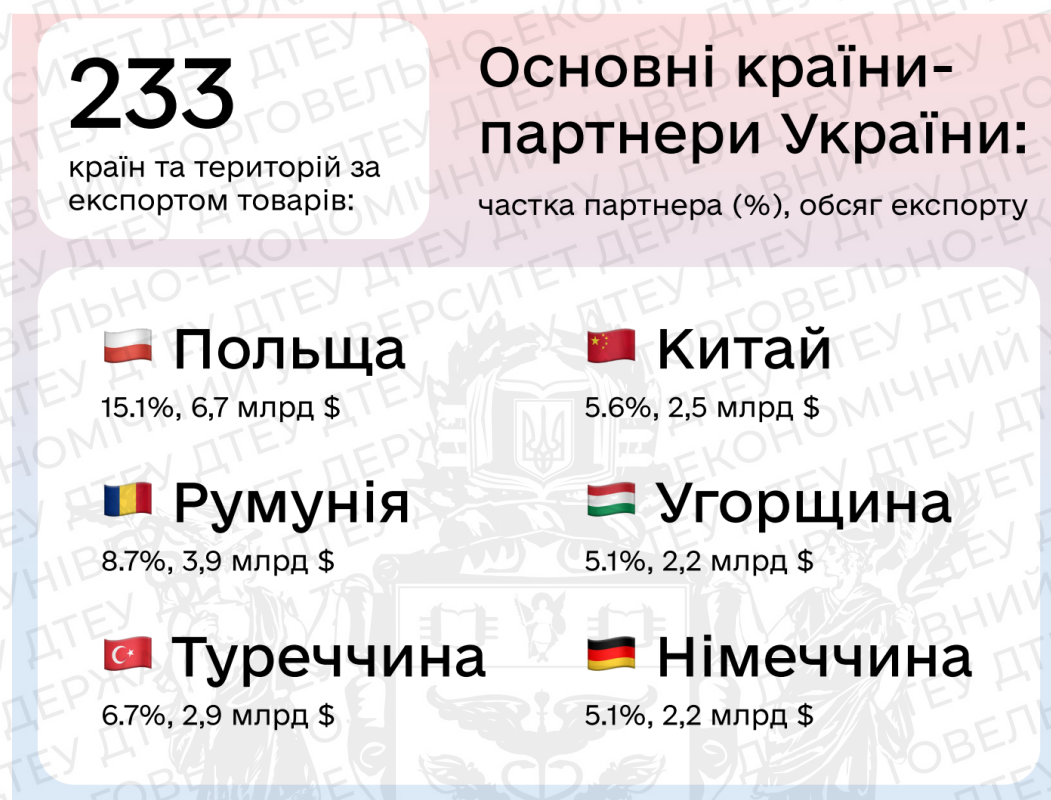 233
країн та територій за
експортом товарів:
Основні країни-
партнери України:
частка партнера (%), обсяг експорту
Польща
15.1%, 6,7 млрд $
Румунія
8.7%, 3,9 млрд $
Туреччина
6.7%, 2,9 млрд $
Китай
5.6%, 2,5 млрд $
Угорщина
5.1%, 2,2 млрд $
Німеччина
5.1%, 2,2 млрд $